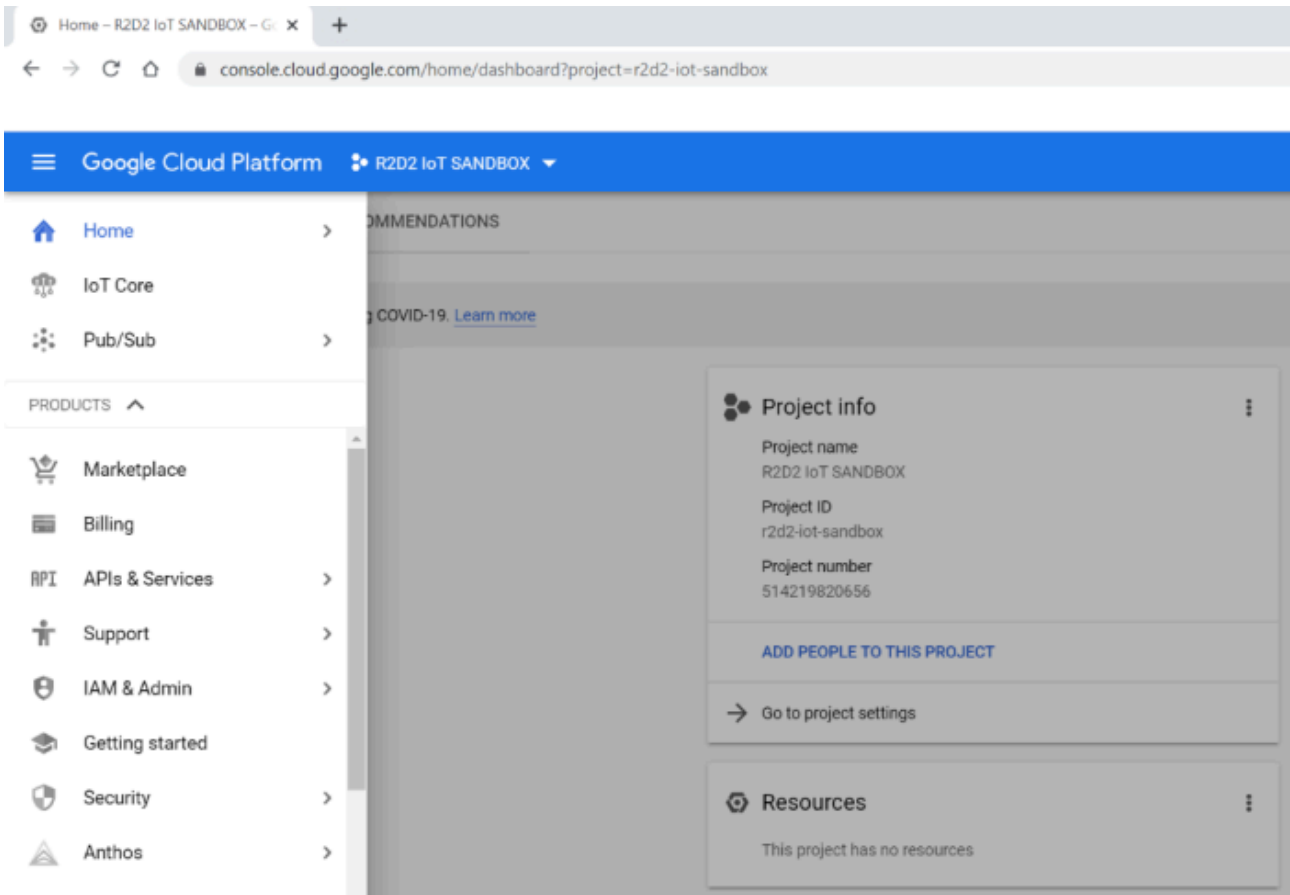 Home – R2D2 IoT SANDBOX – G
console.cloud.google.com/home/dashboard?project=r2d2-iot-sandbox
Google Cloud Platform R2D2 IoT SANDBOX
Home
IoT Core
Pub/Sub
PRODUCTS
Marketplace
Billing
API APIs & Services
Support
IAM & Admin
Getting started
Security
Anthos
OMMENDATIONS
COVID-19. Learn more
Project info
Project name
R2D2 IoT SANDBOX
Project ID
r2d2-iot-sandbox
Project number
514219820656
ADD PEOPLE TO THIS PROJECT
Go to project settings
Resources
This project has no resources